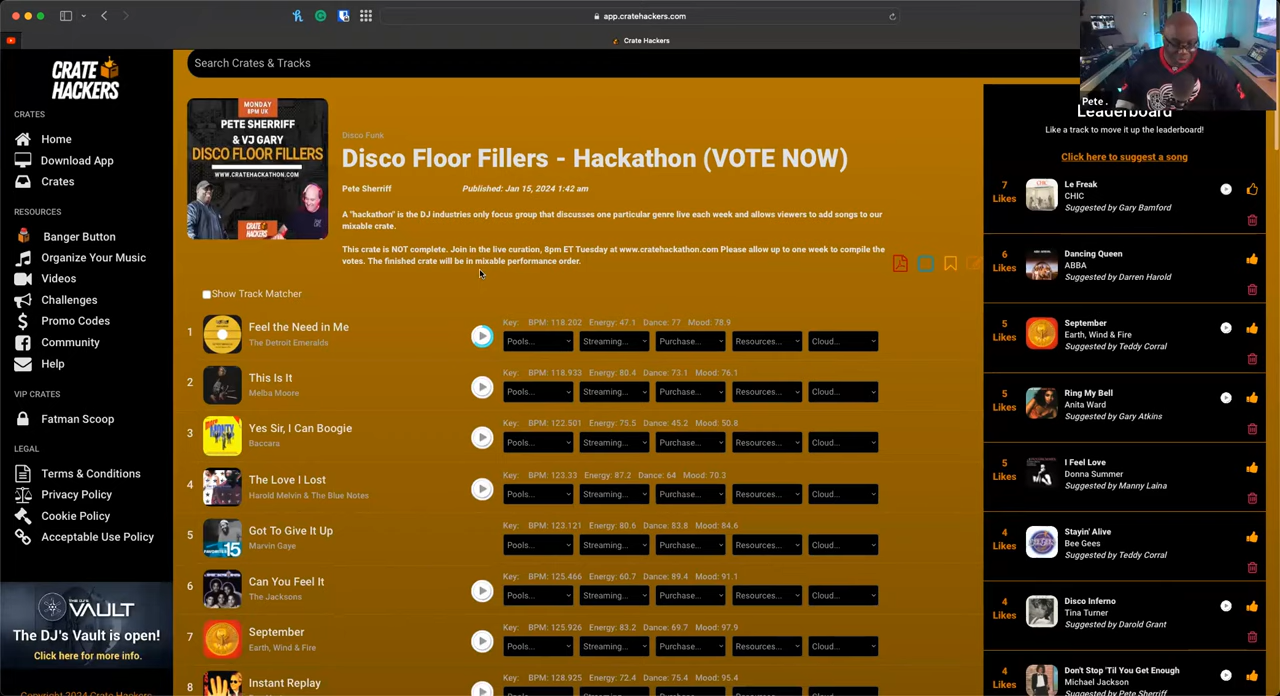 app.cratehackers.com
Crate Hackers
CRATE
HACKERS
CRATES
Home
Download App
Crates
RESOURCES
Banger Button
Organize Your Music
Videos
Challenges
Promo Codes
Community
Help
VIP CRATES
Fatman Scoop
LEGAL
Terms & Conditions
Privacy Policy
Cookie Policy
Acceptable Use Policy
VAULT
The DJ's Vault is open!
Click here for more info.
Copyright 2024 Crate Hackers
Search Crates & Tracks
MONDAY
8PM UK
PETE SHERRIFF
& VJ GARY
DISCO FLOOR FILLERS
WWW.CRATEHACKATHON.COM
Disco Funk
Disco Floor Fillers - Hackathon (VOTE NOW)
Pete Sherriff Published: Jan 15, 2024 1:42 am
A "hackathon" is the DJ industries only focus group that discusses one particular genre live each week and allows viewers to add songs to our
mixable crate.
This crate is NOT complete. Join in the live curation, 8pm ET Tuesday at www.cratehackathon.com Please allow up to one week to compile the
votes. The finished crate will be in mixable performance order.
Show Track Matcher
1 Feel the Need in Me
The Detroit Emeralds
Key: BPM: 118.202 Energy: 47.1 Dance: 77 Mood: 78.9
Pools... Streaming... Purchase... Resources... Cloud...
2 This Is It
Melba Moore
Key: BPM: 118.933 Energy: 80.4 Dance: 73.1 Mood: 76.1
Pools... Streaming... Purchase... Resources... Cloud...
3 Yes Sir, I Can Boogie
Baccara
Key: BPM: 122.501 Energy: 75.5 Dance: 45.2 Mood: 50.8
Pools... Streaming... Purchase... Resources... Cloud...
4 The Love I Lost
Harold Melvin & The Blue Notes
Key: BPM: 123.33 Energy: 87.2 Dance: 64 Mood: 70.3
Pools... Streaming... Purchase... Resources... Cloud...
5 Got To Give It Up
Marvin Gaye
Key: BPM: 123.121 Energy: 80.6 Dance: 83.8 Mood: 84.6
Pools... Streaming... Purchase... Resources... Cloud...
6 Can You Feel It
The Jacksons
Key: BPM: 125.466 Energy: 60.7 Dance: 89.4 Mood: 91.1
Pools... Streaming... Purchase... Resources... Cloud...
7 September
Earth, Wind & Fire
Key: BPM: 125.926 Energy: 83.2 Dance: 69.7 Mood: 97.9
Pools... Streaming... Purchase... Resources... Cloud...
8 Instant Replay
Key: BPM: 128.925 Energy: 72.4 Dance: 75.4 Mood: 95.4
Pete .
Leaderboard
Like a track to move it up the leaderboard!
Click here to suggest a song
7 Likes
Le Freak
CHIC
Suggested by Gary Bamford
6 Likes
Dancing Queen
ABBA
Suggested by Darren Harold
5 Likes
September
Earth, Wind & Fire
Suggested by Teddy Corral
5 Likes
Ring My Bell
Anita Ward
Suggested by Gary Atkins
5 Likes
I Feel Love
Donna Summer
Suggested by Manny Laina
4 Likes
Stayin' Alive
Bee Gees
Suggested by Teddy Corral
4 Likes
Disco Inferno
Tina Turner
Suggested by Darold Grant
4 Likes
Don't Stop 'Til You Get Enough
Michael Jackson
Suggested by Pete Sherriff